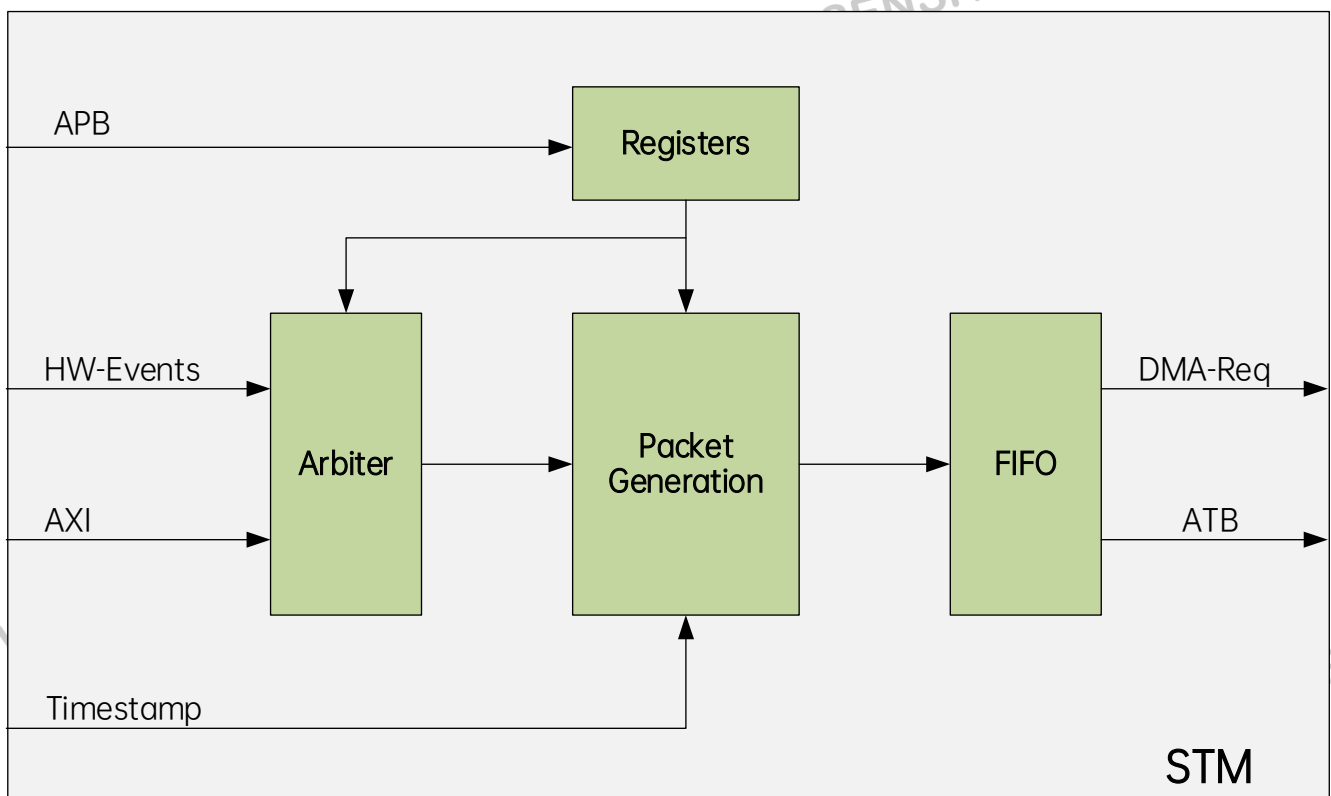 APB
Registers
HW-Events
DMA-Req
Arbiter
Packet
Generation
FIFO
AXI
ATB
Timestamp
STM